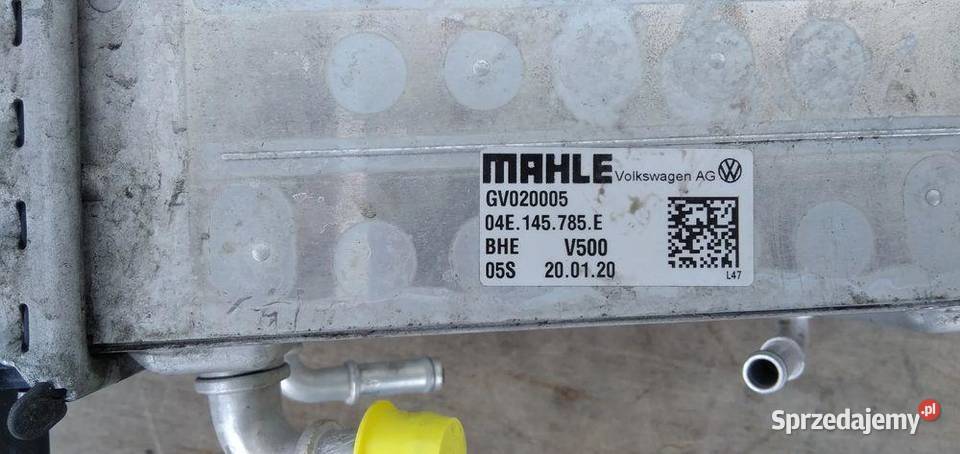 MAHLE Volkswagen AG
GV020005
04E.145.785.E
BHE V500
05S 20.01.20
L47
Sprzedajemy.pl